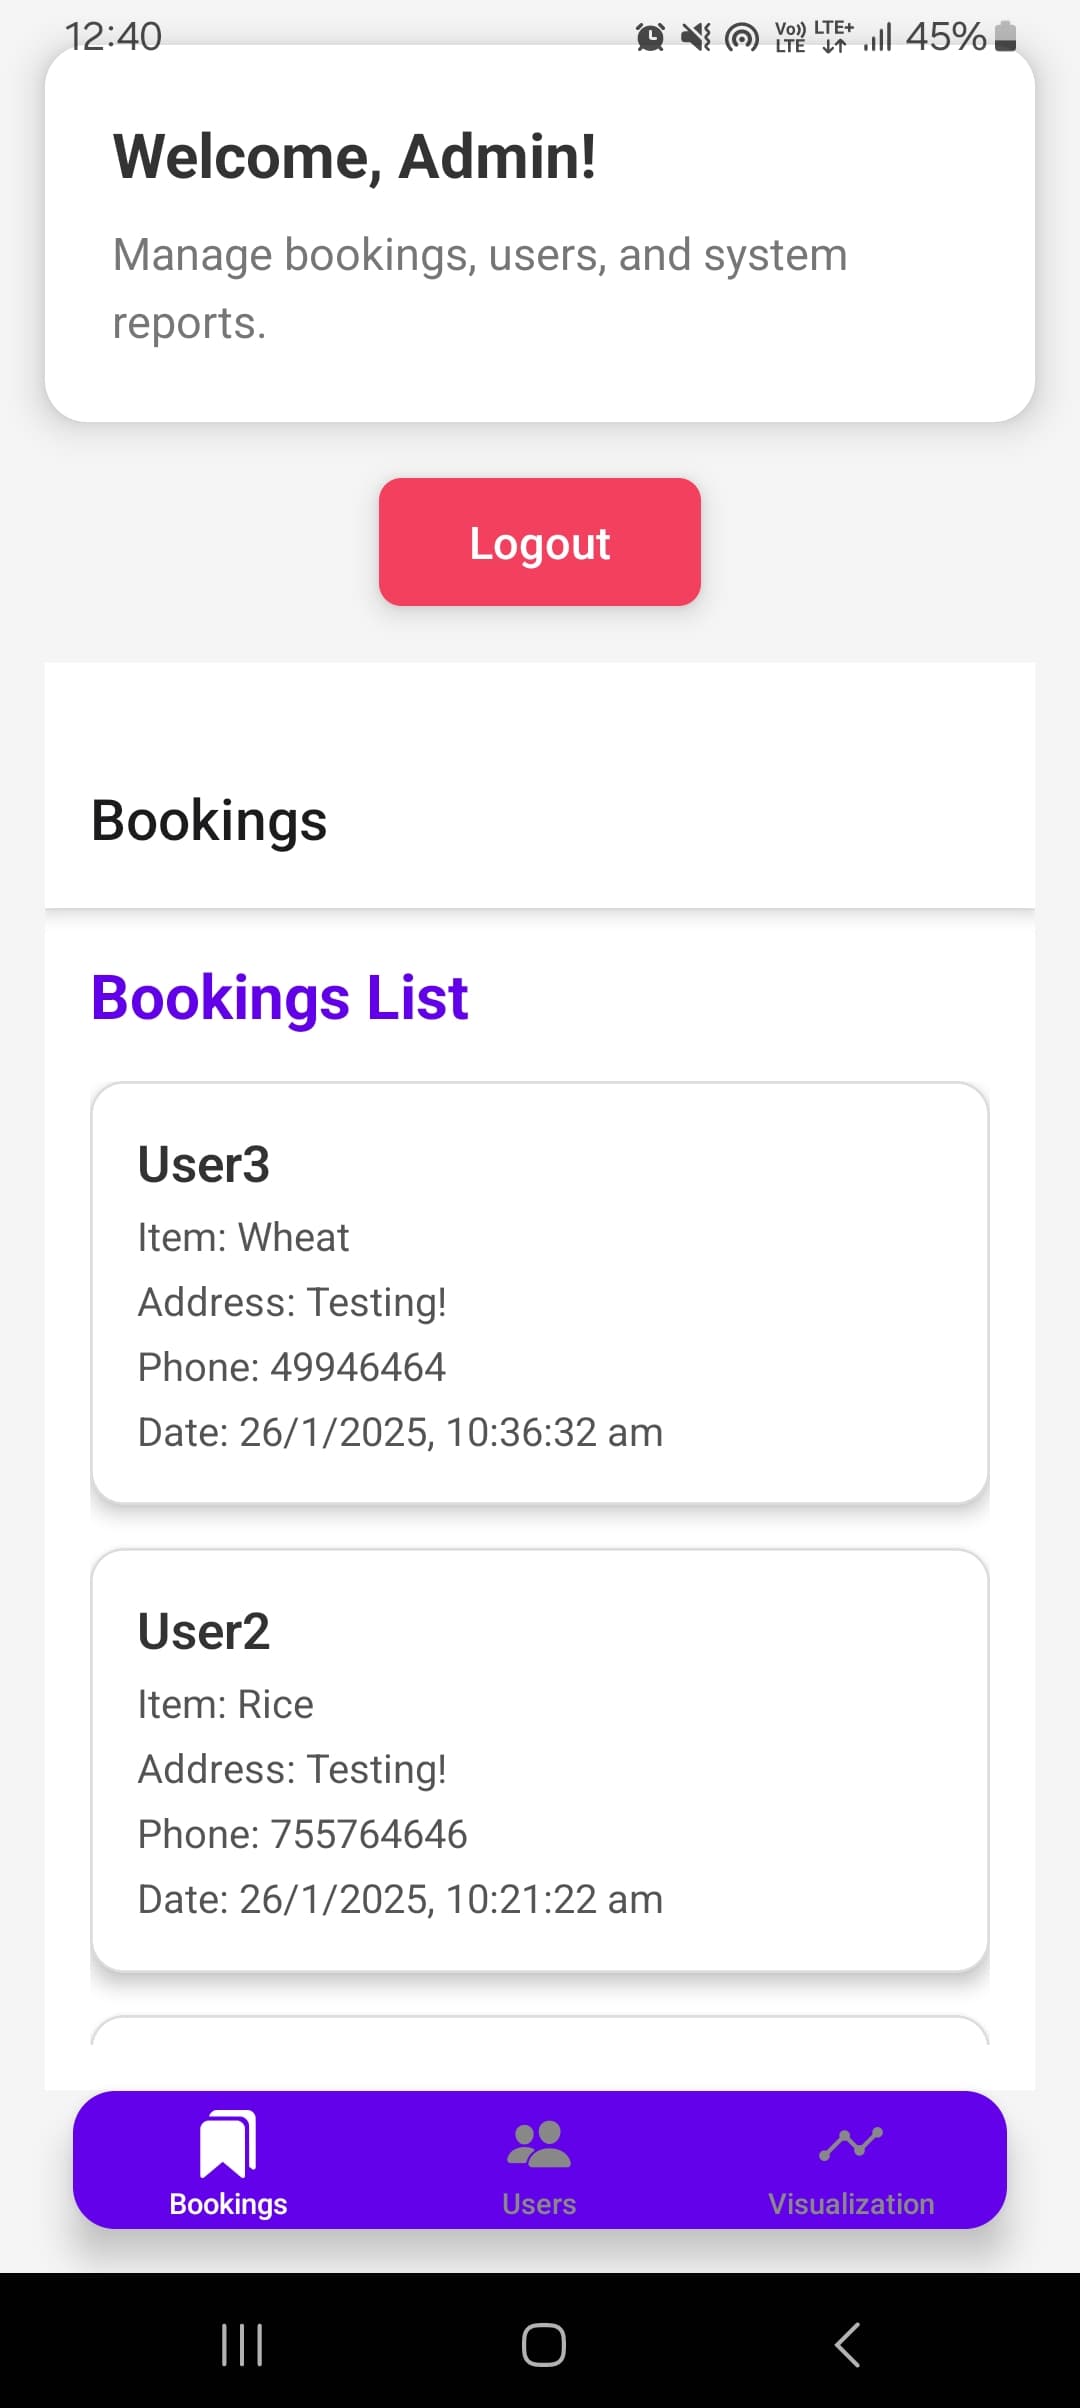 12:40
Vo)) LTE LTE+ 45%
Welcome, Admin!
Manage bookings, users, and system
reports.
Logout
Bookings
Bookings List
User3
Item: Wheat
Address: Testing!
Phone: 49946464
Date: 26/1/2025, 10:36:32 am
User2
Item: Rice
Address: Testing!
Phone: 755764646
Date: 26/1/2025, 10:21:22 am
Bookings
Users
Visualization